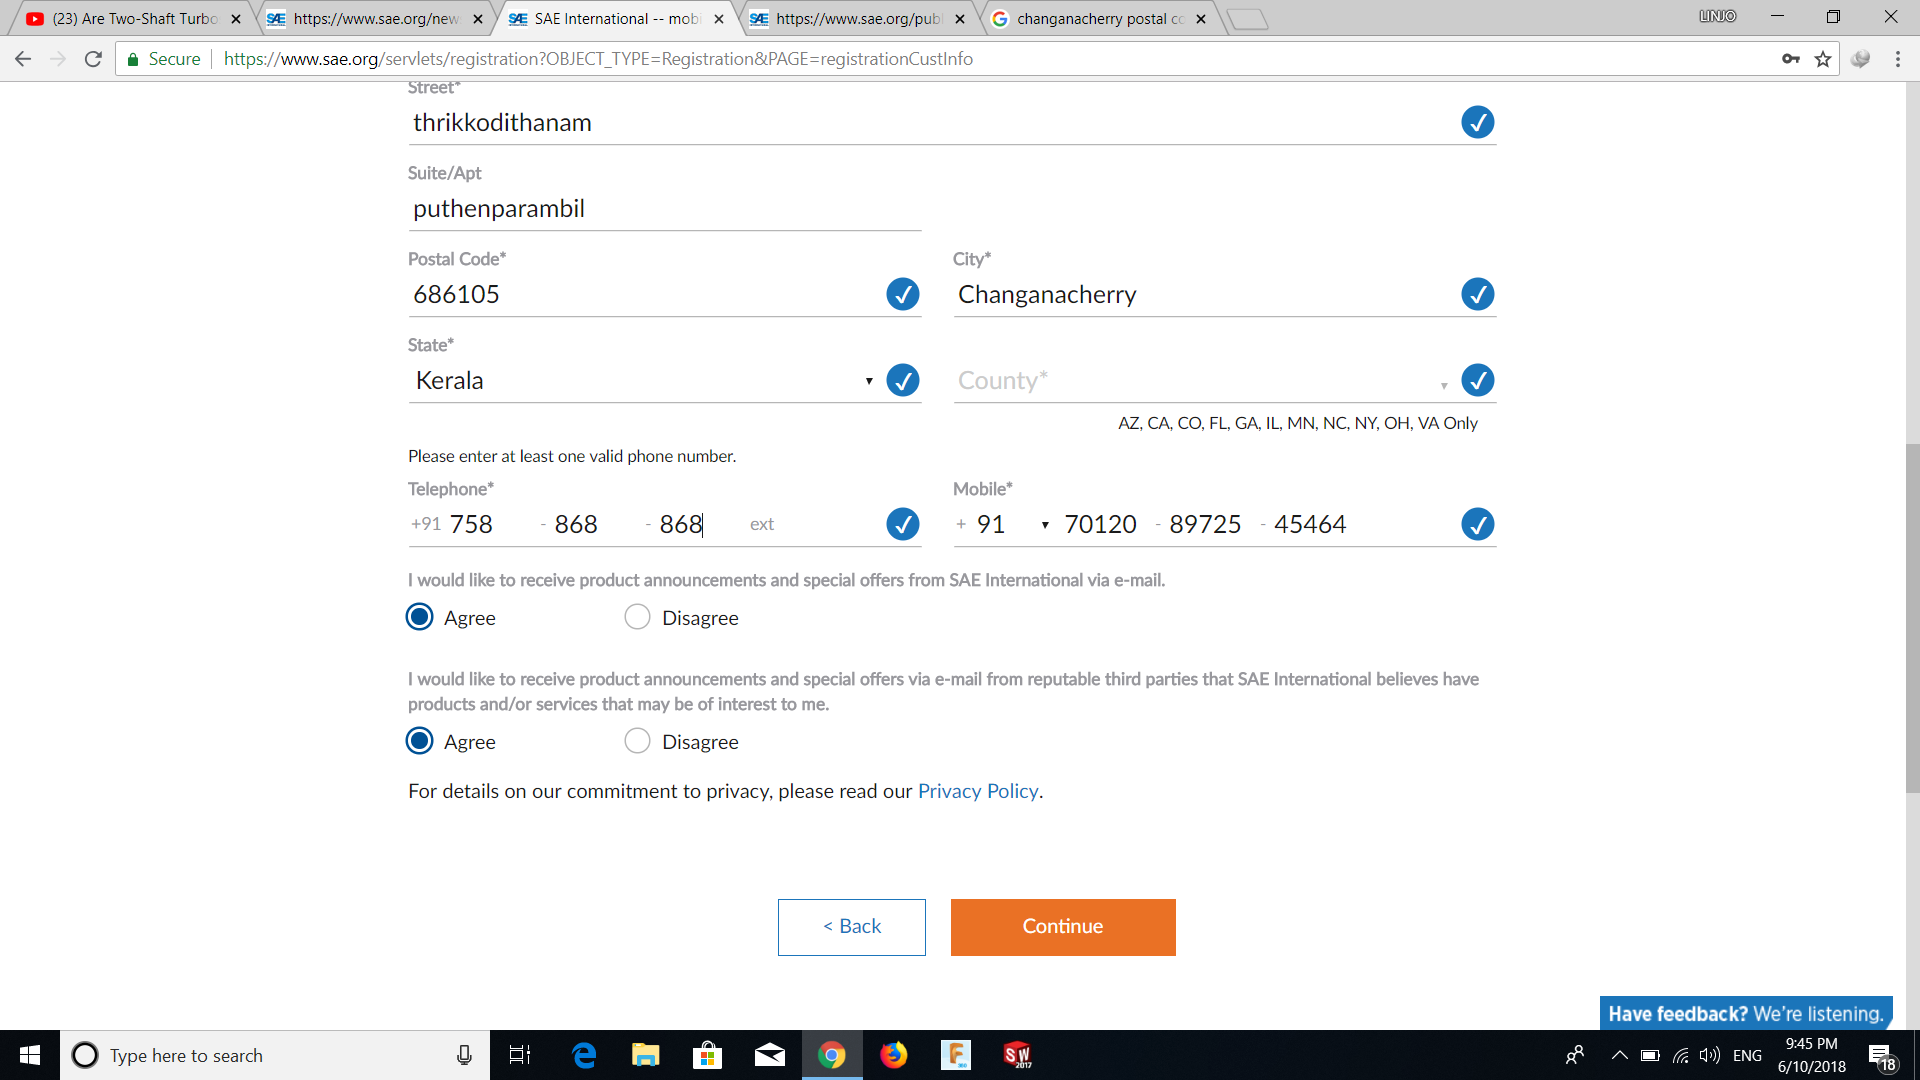 (23) Are Two-Shaft Turbo
https://www.sae.org/new
SAE International -- mobi
https://www.sae.org/publ
changanacherry postal co
LINJO
Secure
https://www.sae.org/servlets/registration?OBJECT_TYPE=Registration&PAGE=registrationCustInfo
Street*
thrikkodithanam
Suite/Apt
puthenparambil
Postal Code*
City*
686105
Changanacherry
State*
Kerala
County*
AZ, CA, CO, FL, GA, IL, MN, NC, NY, OH, VA Only
Please enter at least one valid phone number.
Telephone*
Mobile*
+91 758 - 868 - 868 ext
+ 91 70120 - 89725 - 45464
I would like to receive product announcements and special offers from SAE International via e-mail.
Agree
Disagree
I would like to receive product announcements and special offers via e-mail from reputable third parties that SAE International believes have
products and/or services that may be of interest to me.
Agree
Disagree
For details on our commitment to privacy, please read our Privacy Policy.
< Back
Continue
Have feedback? We're listening.
Type here to search
SW
2017
ENG
9:45 PM
6/10/2018
18